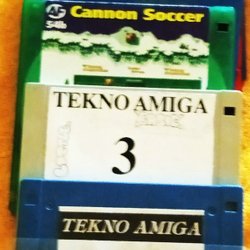 AF Cannon Soccer
54b
TEKNO AMIGA
3
TEKNO AMIGA